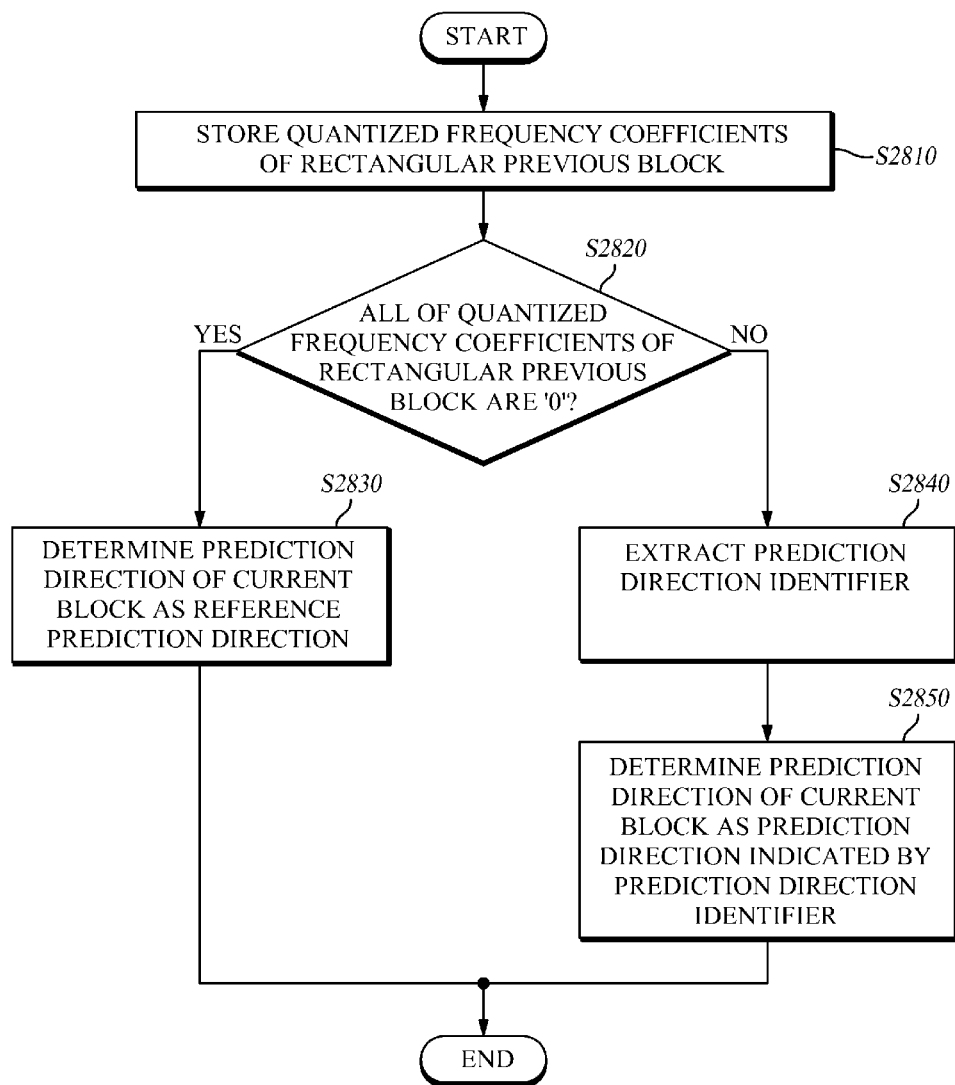 START
STORE QUANTIZED FREQUENCY COEFFICIENTS
OF RECTANGULAR PREVIOUS BLOCK
S2810
S2820
ALL OF QUANTIZED
FREQUENCY COEFFICIENTS OF
RECTANGULAR PREVIOUS
BLOCK ARE '0'?
YES
NO
S2830
DETERMINE PREDICTION
DIRECTION OF CURRENT
BLOCK AS REFERENCE
PREDICTION DIRECTION
S2840
EXTRACT PREDICTION
DIRECTION IDENTIFIER
S2850
DETERMINE PREDICTION
DIRECTION OF CURRENT
BLOCK AS PREDICTION
DIRECTION INDICATED BY
PREDICTION DIRECTION
IDENTIFIER
END